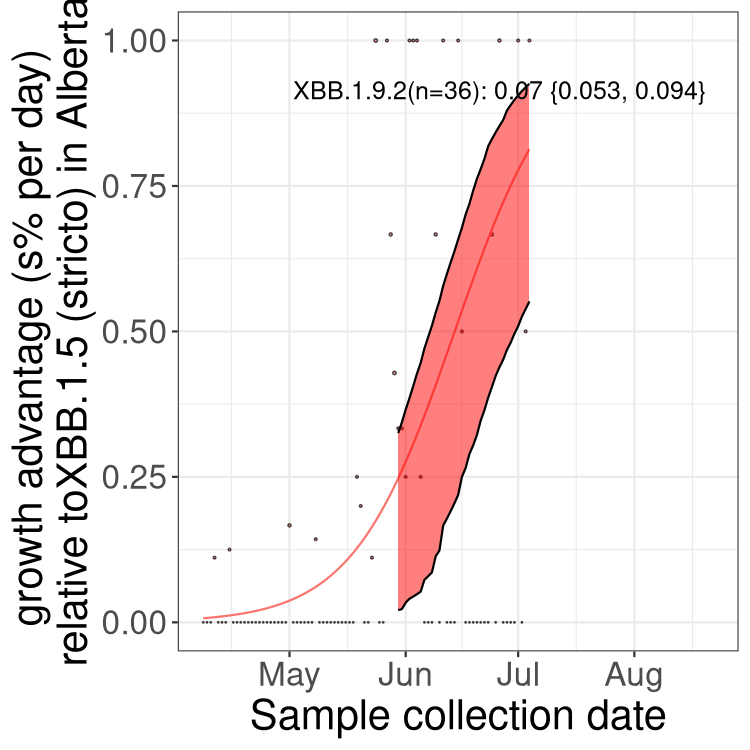 growth advantage (s% per day)
relative toXBB.1.5 (stricto) in Alberta
1.00
0.75
0.50
0.25
0.00
XBB.1.9.2(n=36): 0.07 {0.053, 0.094}
May Jun Jul Aug
Sample collection date